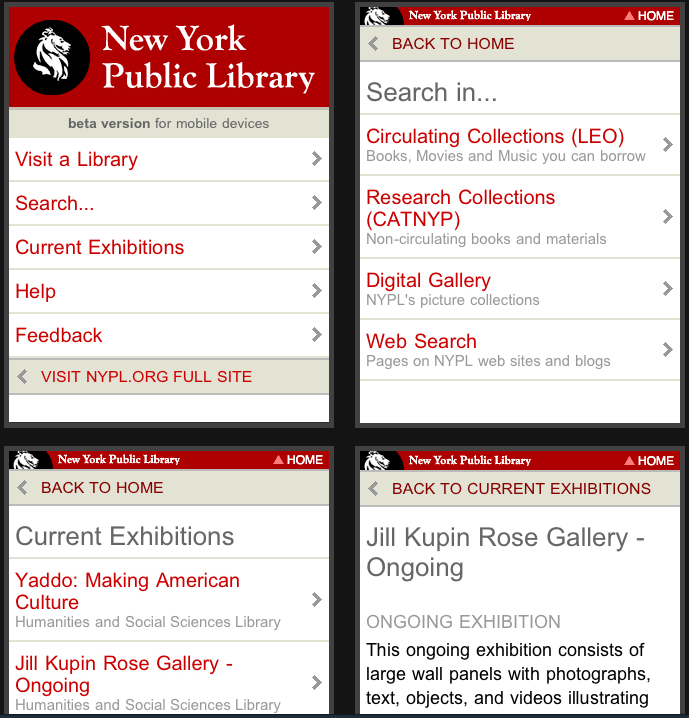 New York
Public Library
beta version for mobile devices
Visit a Library
Search...
Current Exhibitions
Help
Feedback
VISIT NYPL.ORG FULL SITE
New York Public Library
HOME
BACK TO HOME
Search in...
Circulating Collections (LEO)
Books, Movies and Music you can borrow
Research Collections
(CATNYP)
Non-circulating books and materials
Digital Gallery
NYPL's picture collections
Web Search
Pages on NYPL web sites and blogs
New York Public Library
HOME
BACK TO HOME
Current Exhibitions
Yaddo: Making American
Culture
Humanities and Social Sciences Library
Jill Kupin Rose Gallery -
Ongoing
Humanities and Social Sciences Library
New York Public Library
HOME
BACK TO CURRENT EXHIBITIONS
Jill Kupin Rose Gallery -
Ongoing
ONGOING EXHIBITION
This ongoing exhibition consists of
large wall panels with photographs,
text, objects, and videos illustrating